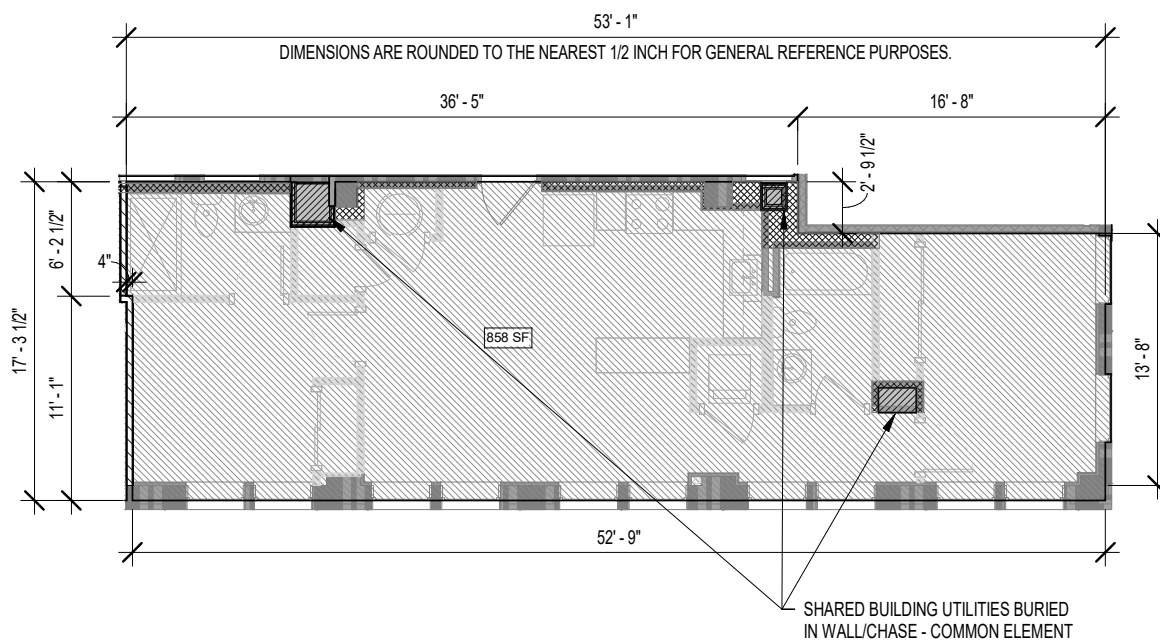 53' - 1"
DIMENSIONS ARE ROUNDED TO THE NEAREST 1/2 INCH FOR GENERAL REFERENCE PURPOSES.
36' - 5"
16' - 8"
2' - 9 1/2"
6' - 2 1/2"
4"
17' - 3 1/2"
858 SF
13' - 8"
11' - 1"
52' - 9"
SHARED BUILDING UTILITIES BURIED
IN WALL/CHASE - COMMON ELEMENT